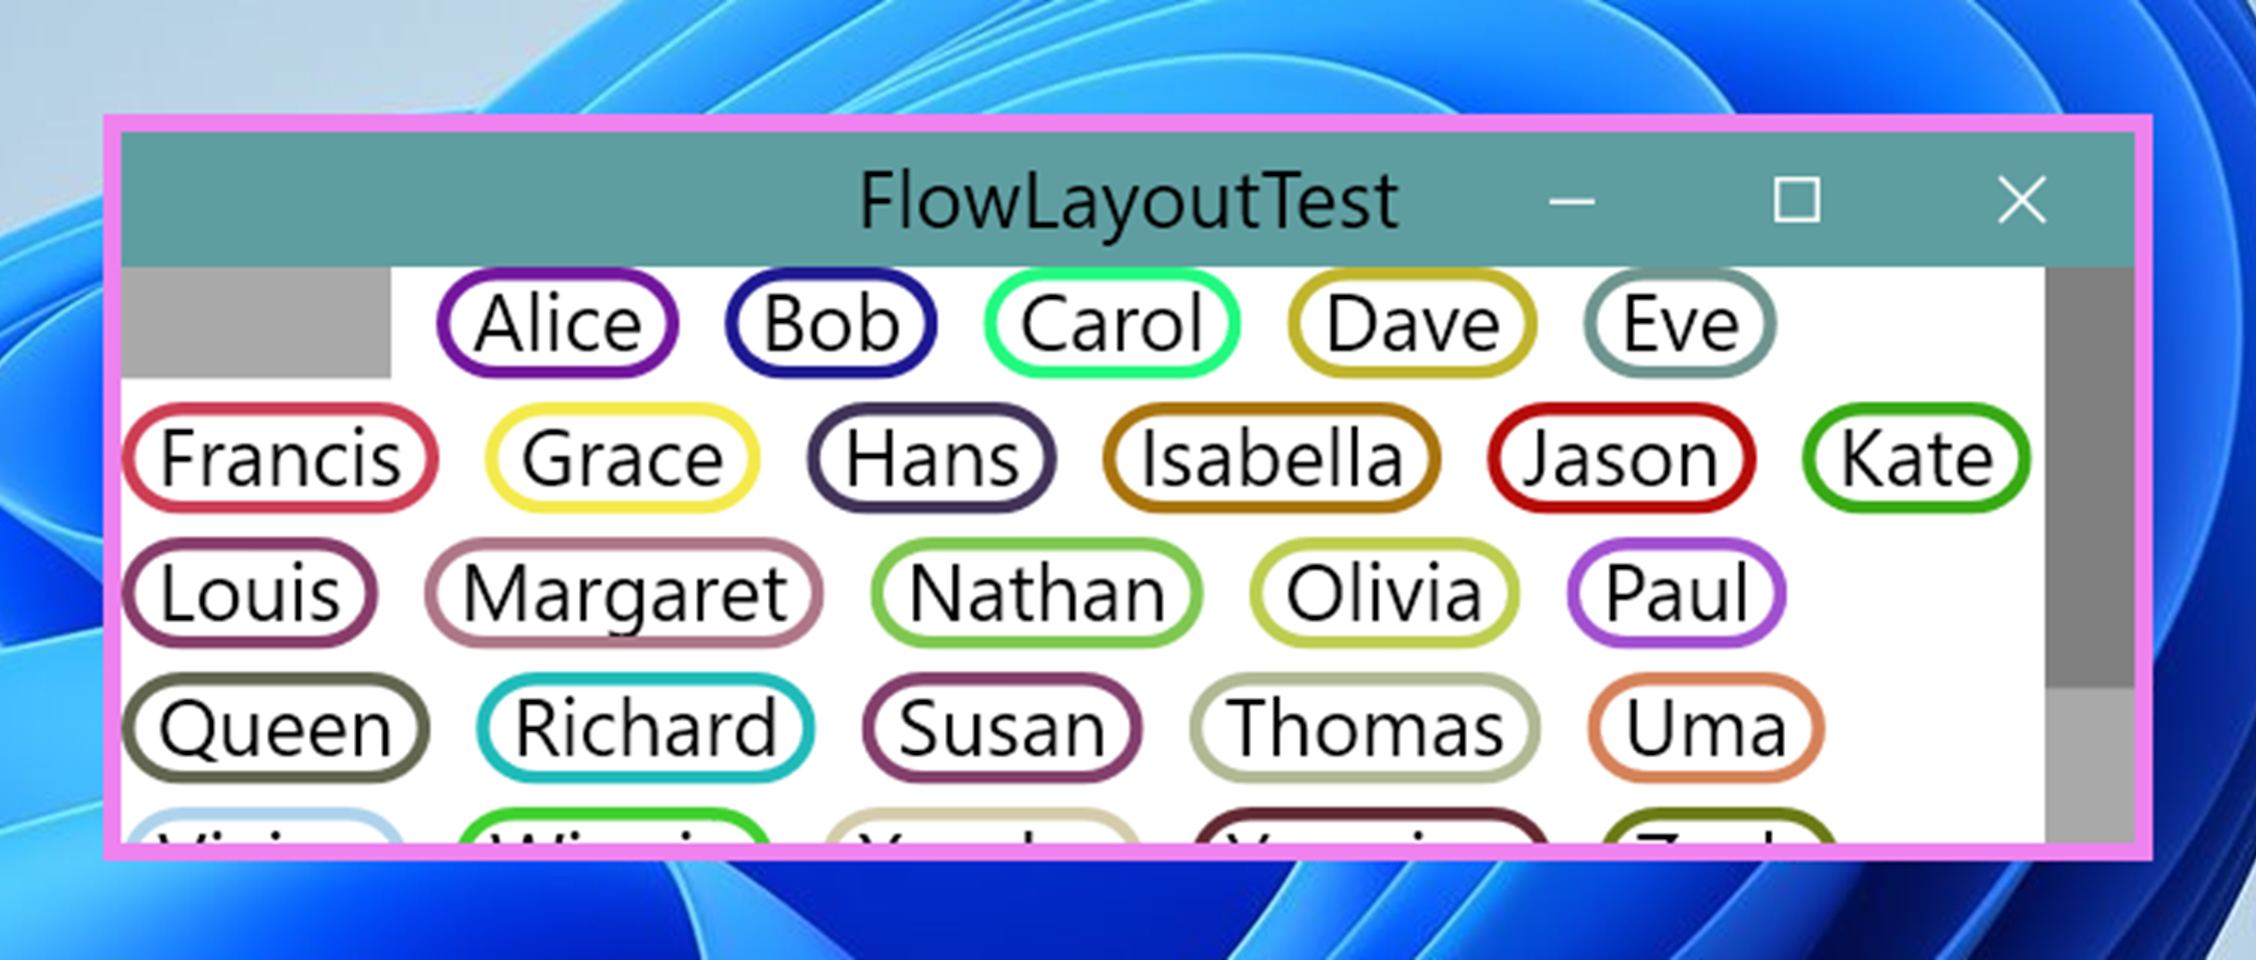 FlowLayoutTest
Alice Bob Carol Dave Eve
Francis Grace Hans Isabella Jason Kate
Louis Margaret Nathan Olivia Paul
Queen Richard Susan Thomas Uma